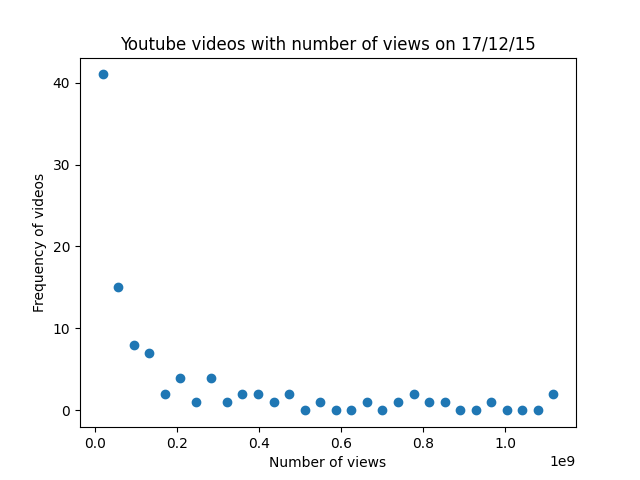 Youtube videos with number of views on 17/12/15
Frequency of videos
40
30
20
10
0
0.0 0.2 0.4 0.6 0.8 1.0
1e9
Number of views